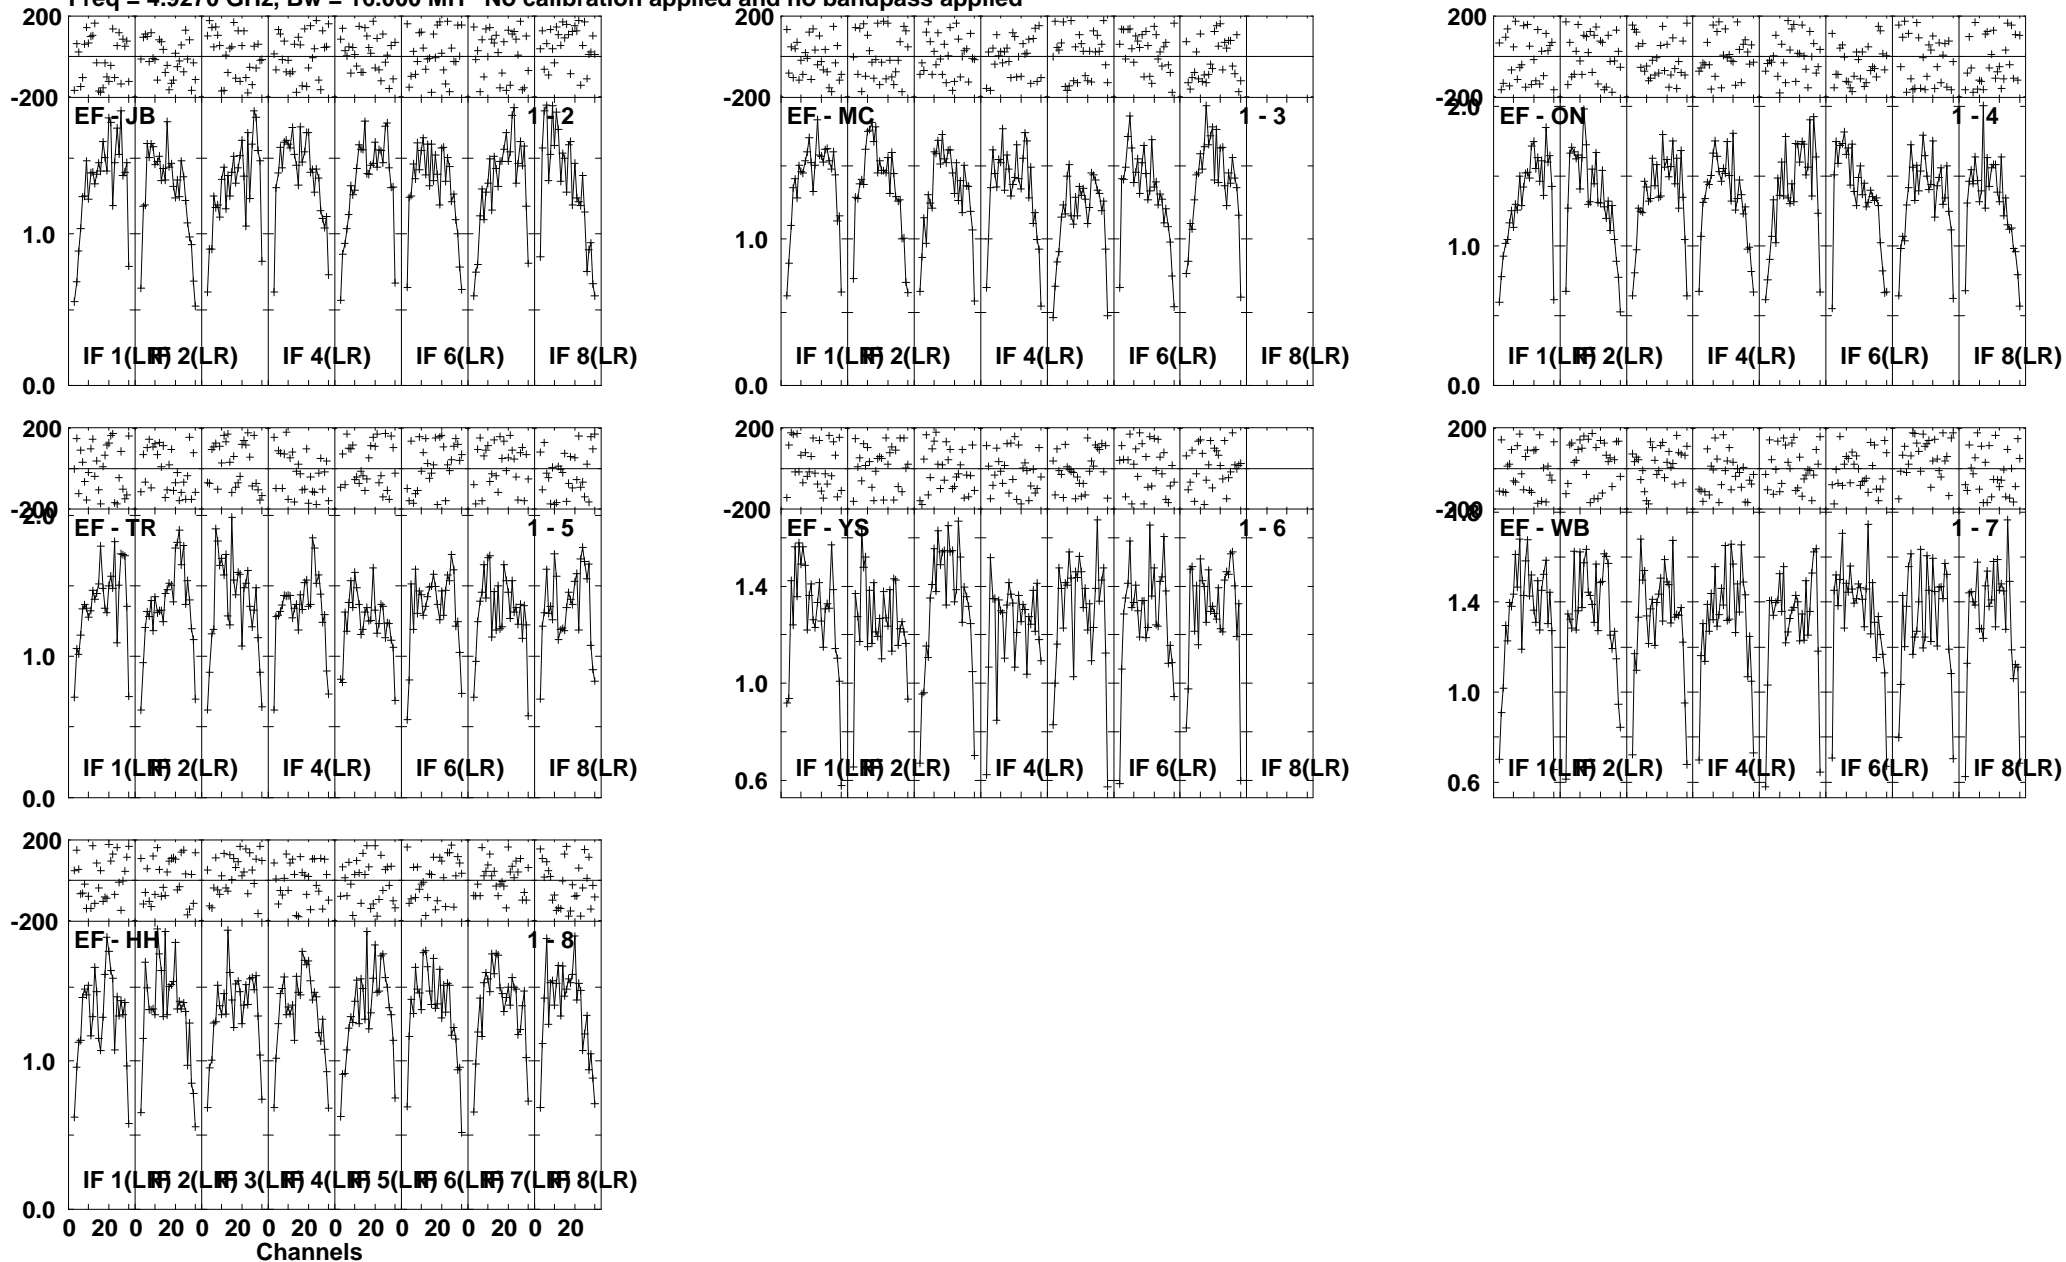 Freq = 4.9276 GHz, Bw = 16.000 MH No calibration applied and no bandpass applied
200
-200
EF - JB
1 - 2
1.0
IF 1(LR)
IF 2(LR)
IF 4(LR)
IF 6(LR)
IF 8(LR)
0.0
200
-200
EF - MC
1 - 3
1.0
IF 1(LR)
IF 2(LR)
IF 4(LR)
IF 6(LR)
IF 8(LR)
0.0
200
-200
2.0
EF - ON
1 - 4
1.0
IF 1(LR)
IF 2(LR)
IF 4(LR)
IF 6(LR)
IF 8(LR)
0.0
200
-200
2.0
EF - TR
1 - 5
1.0
IF 1(LR)
IF 2(LR)
IF 4(LR)
IF 6(LR)
IF 8(LR)
0.0
200
-200
EF - YS
1 - 6
1.4
1.0
0.6
IF 1(LR)
IF 2(LR)
IF 4(LR)
IF 6(LR)
IF 8(LR)
200
-200
1.8
EF - WB
1 - 7
1.4
1.0
0.6
IF 1(LR)
IF 2(LR)
IF 4(LR)
IF 6(LR)
IF 8(LR)
200
-200
EF - HH
1 - 8
1.0
IF 1(LR)
IF 2(LR)
IF 3(LR)
IF 4(LR)
IF 5(LR)
IF 6(LR)
IF 7(LR)
IF 8(LR)
0.0
0 20 0 20 0 20 0 20
Channels